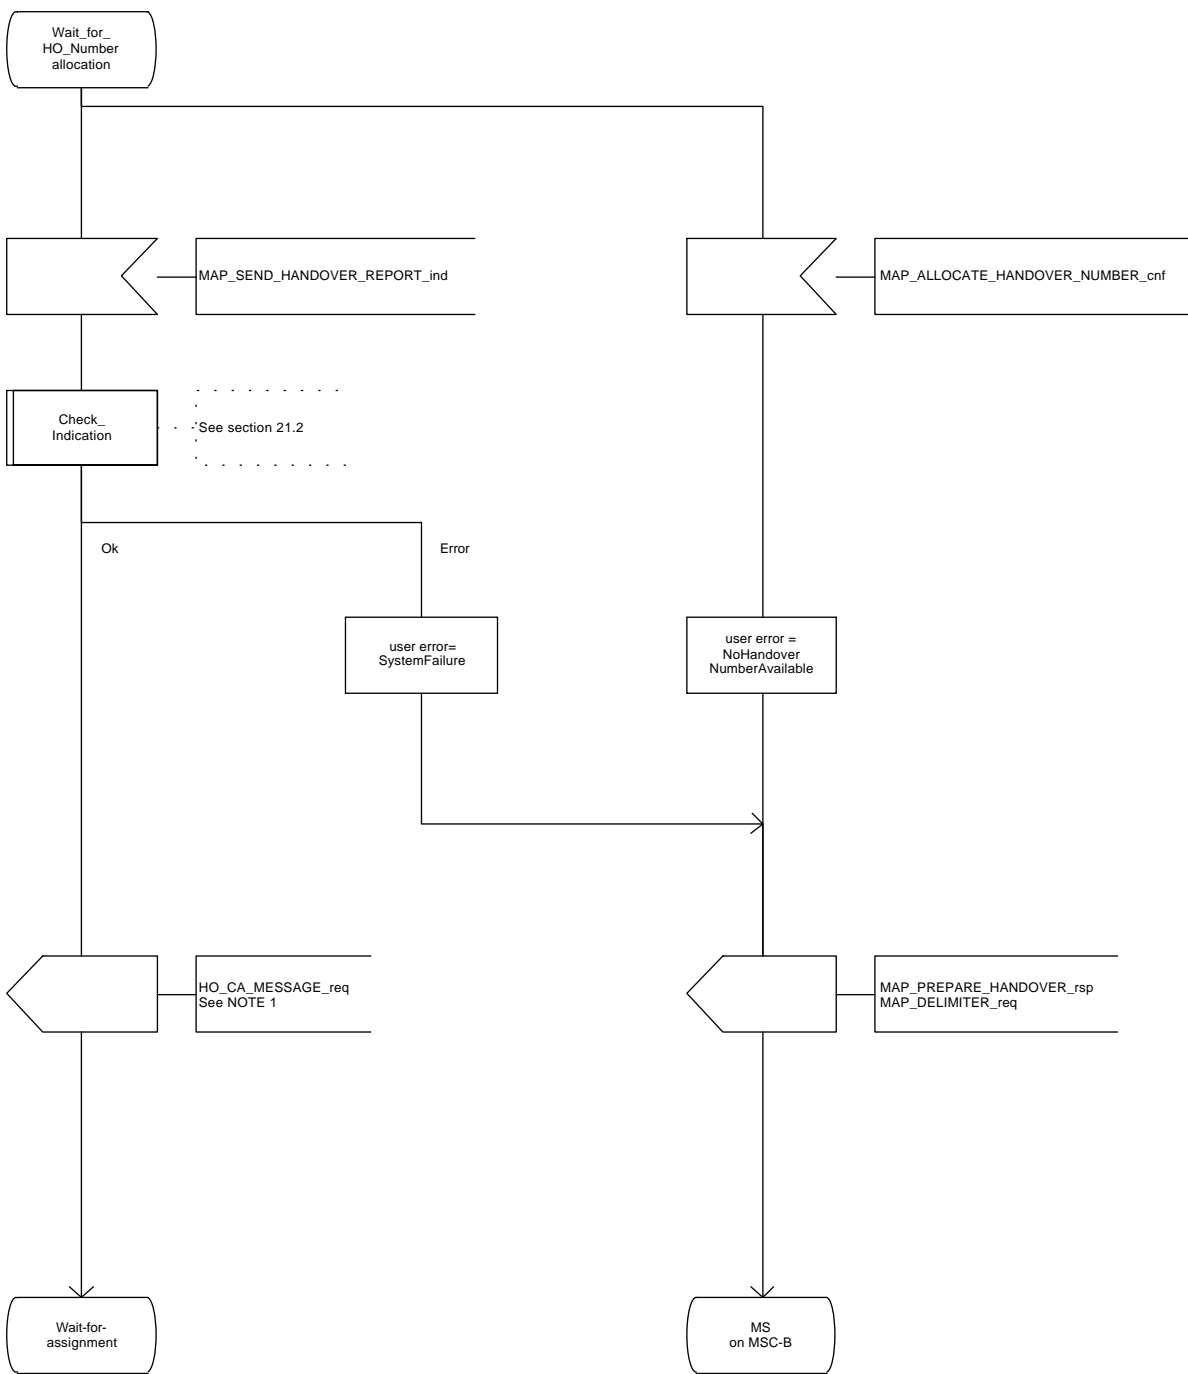 Wait_for_
HO_Number
allocation
MAP_SEND_HANDOVER_REPORT_ind
MAP_ALLOCATE_HANDOVER_NUMBER_cnf
Check_
Indication
See section 21.2
Ok
Error
user error=
SystemFailure
user error =
NoHandover
NumberAvailable
HO_CA_MESSAGE_req
See NOTE 1
MAP_PREPARE_HANDOVER_rsp
MAP_DELIMITER_req
Wait-for-
assignment
MS
on MSC-B